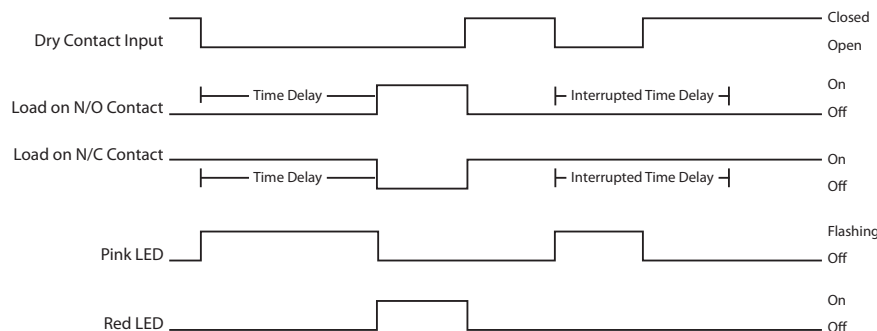 Dry Contact Input
Closed
Open
Load on N/O Contact
Time Delay
Interrupted Time Delay
On
Off
Load on N/C Contact
Time Delay
Interrupted Time Delay
On
Off
Pink LED
Flashing
Off
Red LED
On
Off